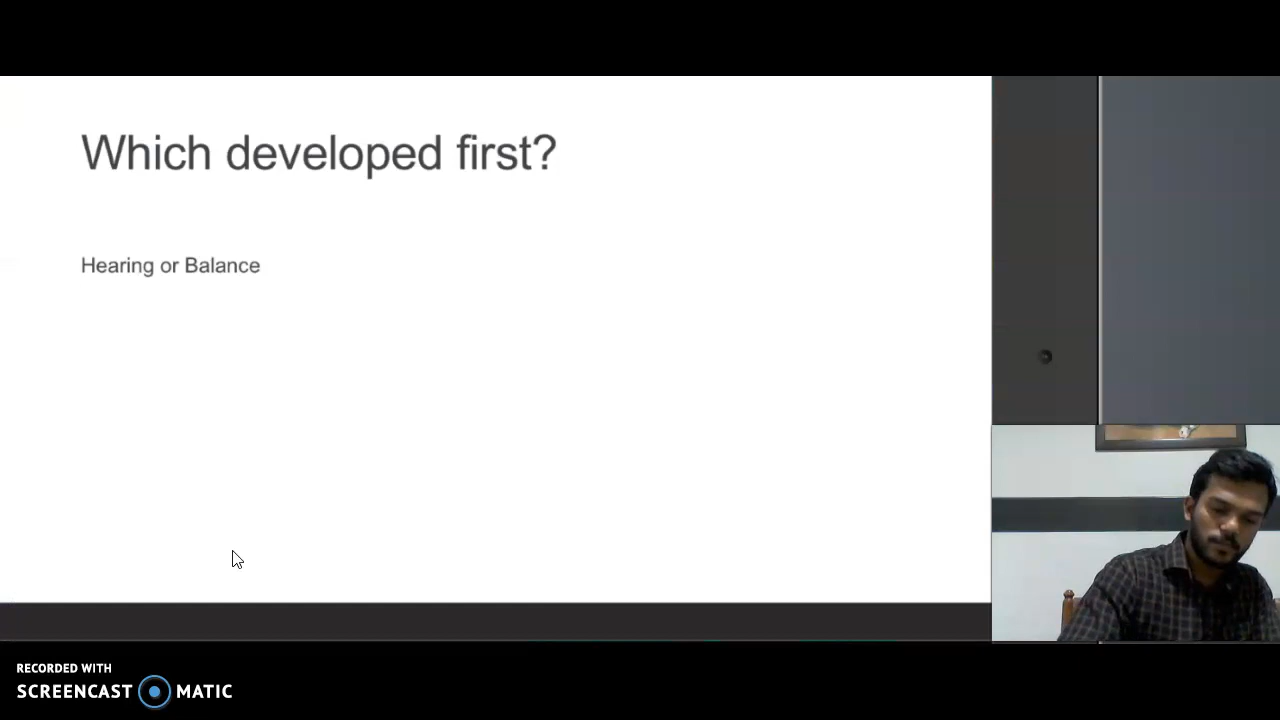 Which developed first?
Hearing or Balance
RECORDED WITH
SCREENCAST MATIC